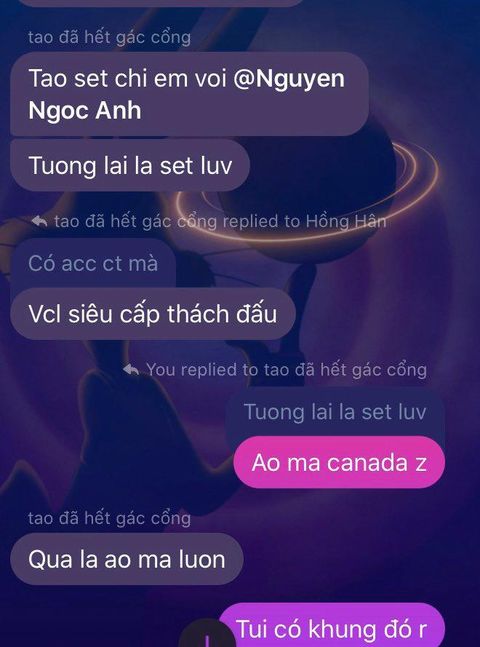 tao đã hết gác cổng
Tao set chi em voi @Nguyen
Ngoc Anh
Tuong lai la set luv
tao đã hết gác cổng replied to Hồng Hân
Có acc ct mà
Vcl siêu cấp thách đấu
You replied to tao đã hết gác cổng
Tuong lai la set luv
Ao ma canada z
tao đã hết gác cổng
Qua la ao ma luon
Tui có khung đó r